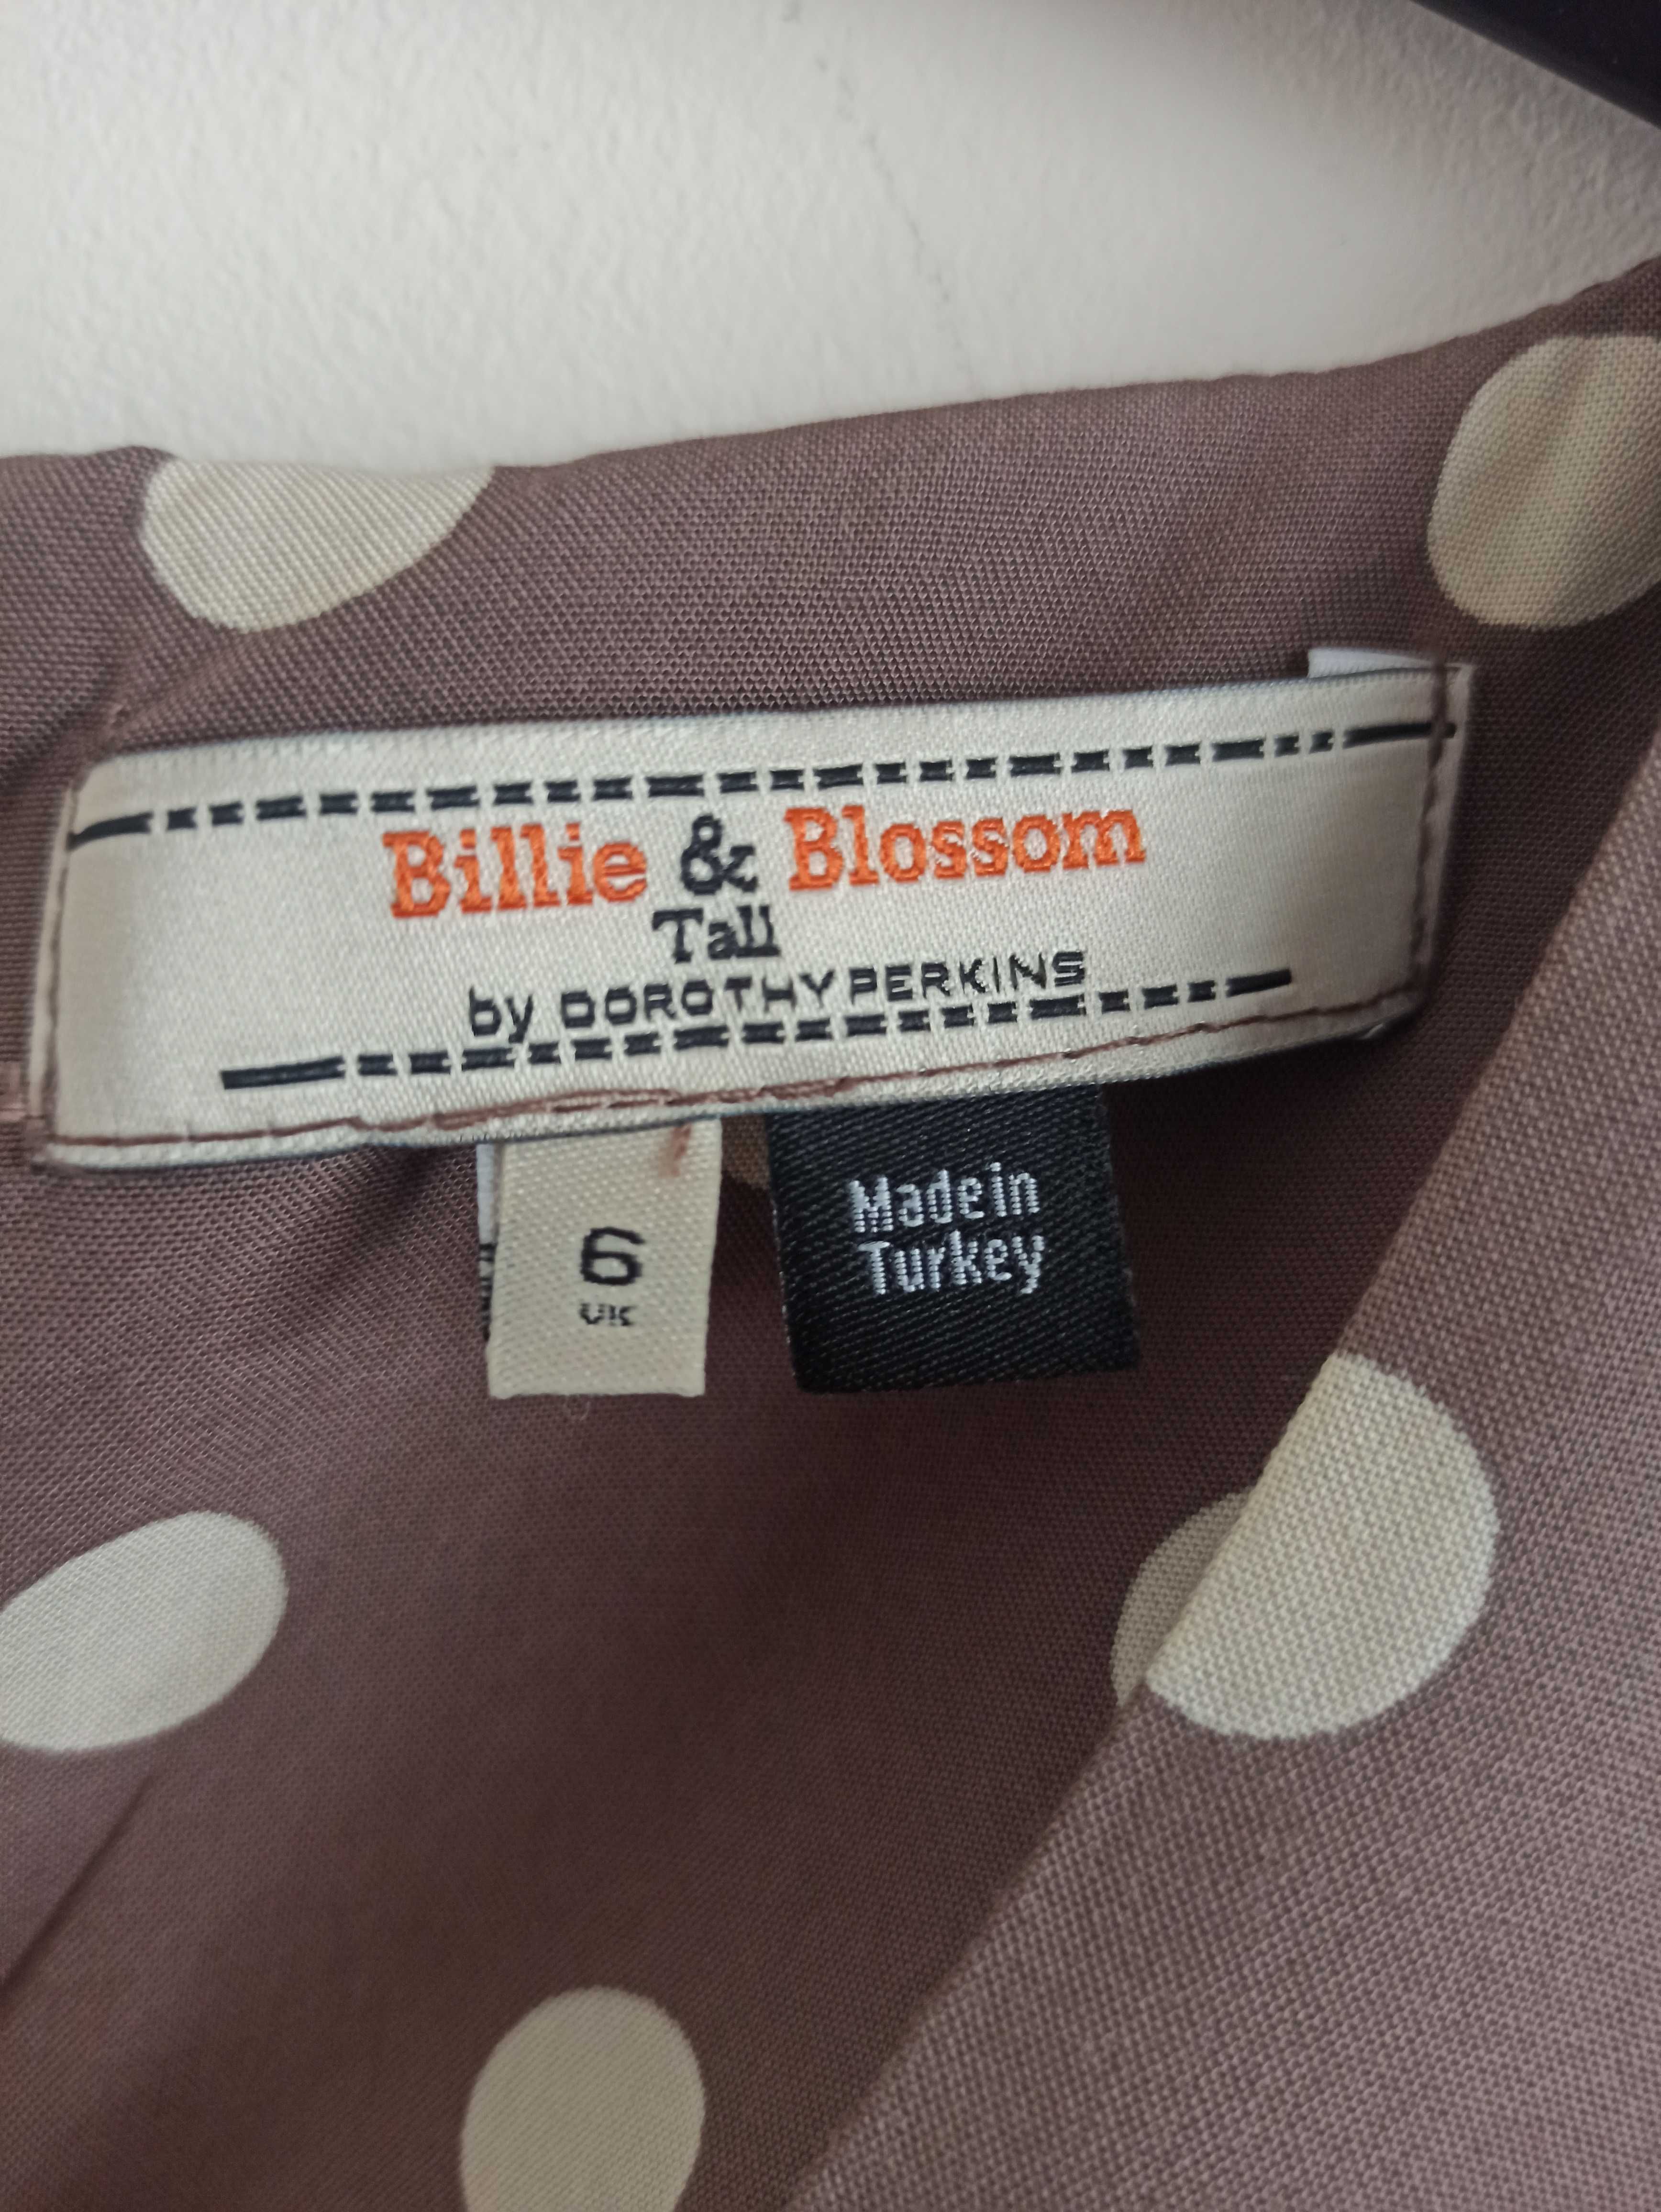 Billie & Blossom
Tall
by DOROTHY PERKINS
6
UK
Made in
Turkey